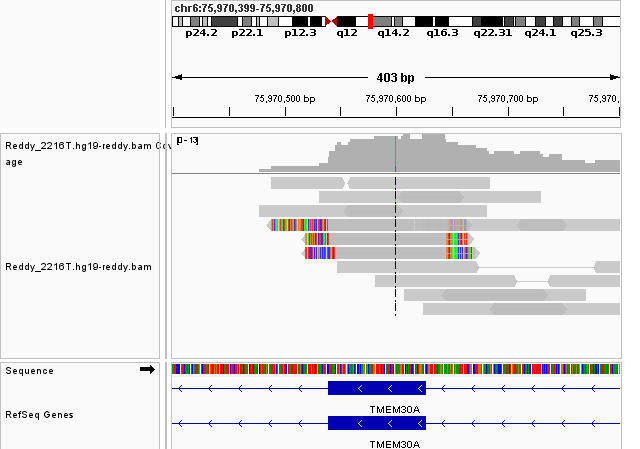 chr6:75,970,399-75,970,800
p24.2 p22.1 p12.3 q12 q14.2 q16.3 q22.31 q24.1 q25.3
403 bp
75,970,500 bp 75,970,600 bp 75,970,700 bp 75,970,
[0 - 13]
Reddy_2216T.hg19-reddy.bam Cov
age
Reddy_2216T.hg19-reddy.bam
Sequence
RefSeq Genes
TMEM30A
TMEM30A